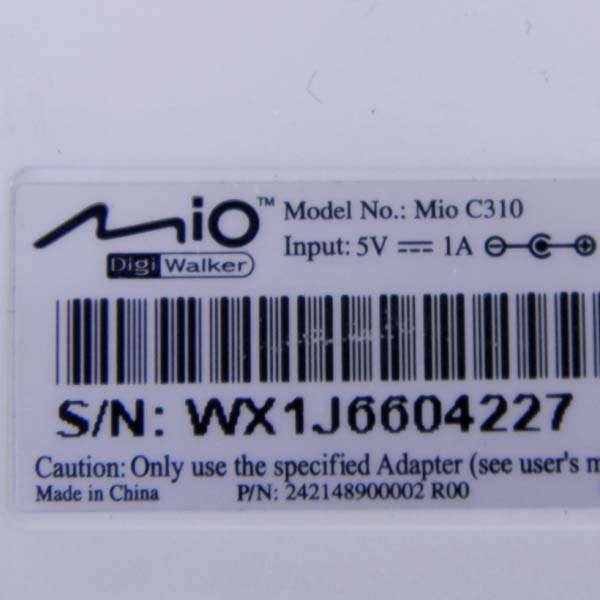 Mio™ Model No.: Mio C310
DigiWalker Input: 5V ⎓ 1A
S/N: WX1J6604227
Caution: Only use the specified Adapter (see user's
Made in China P/N: 242148900002 R00